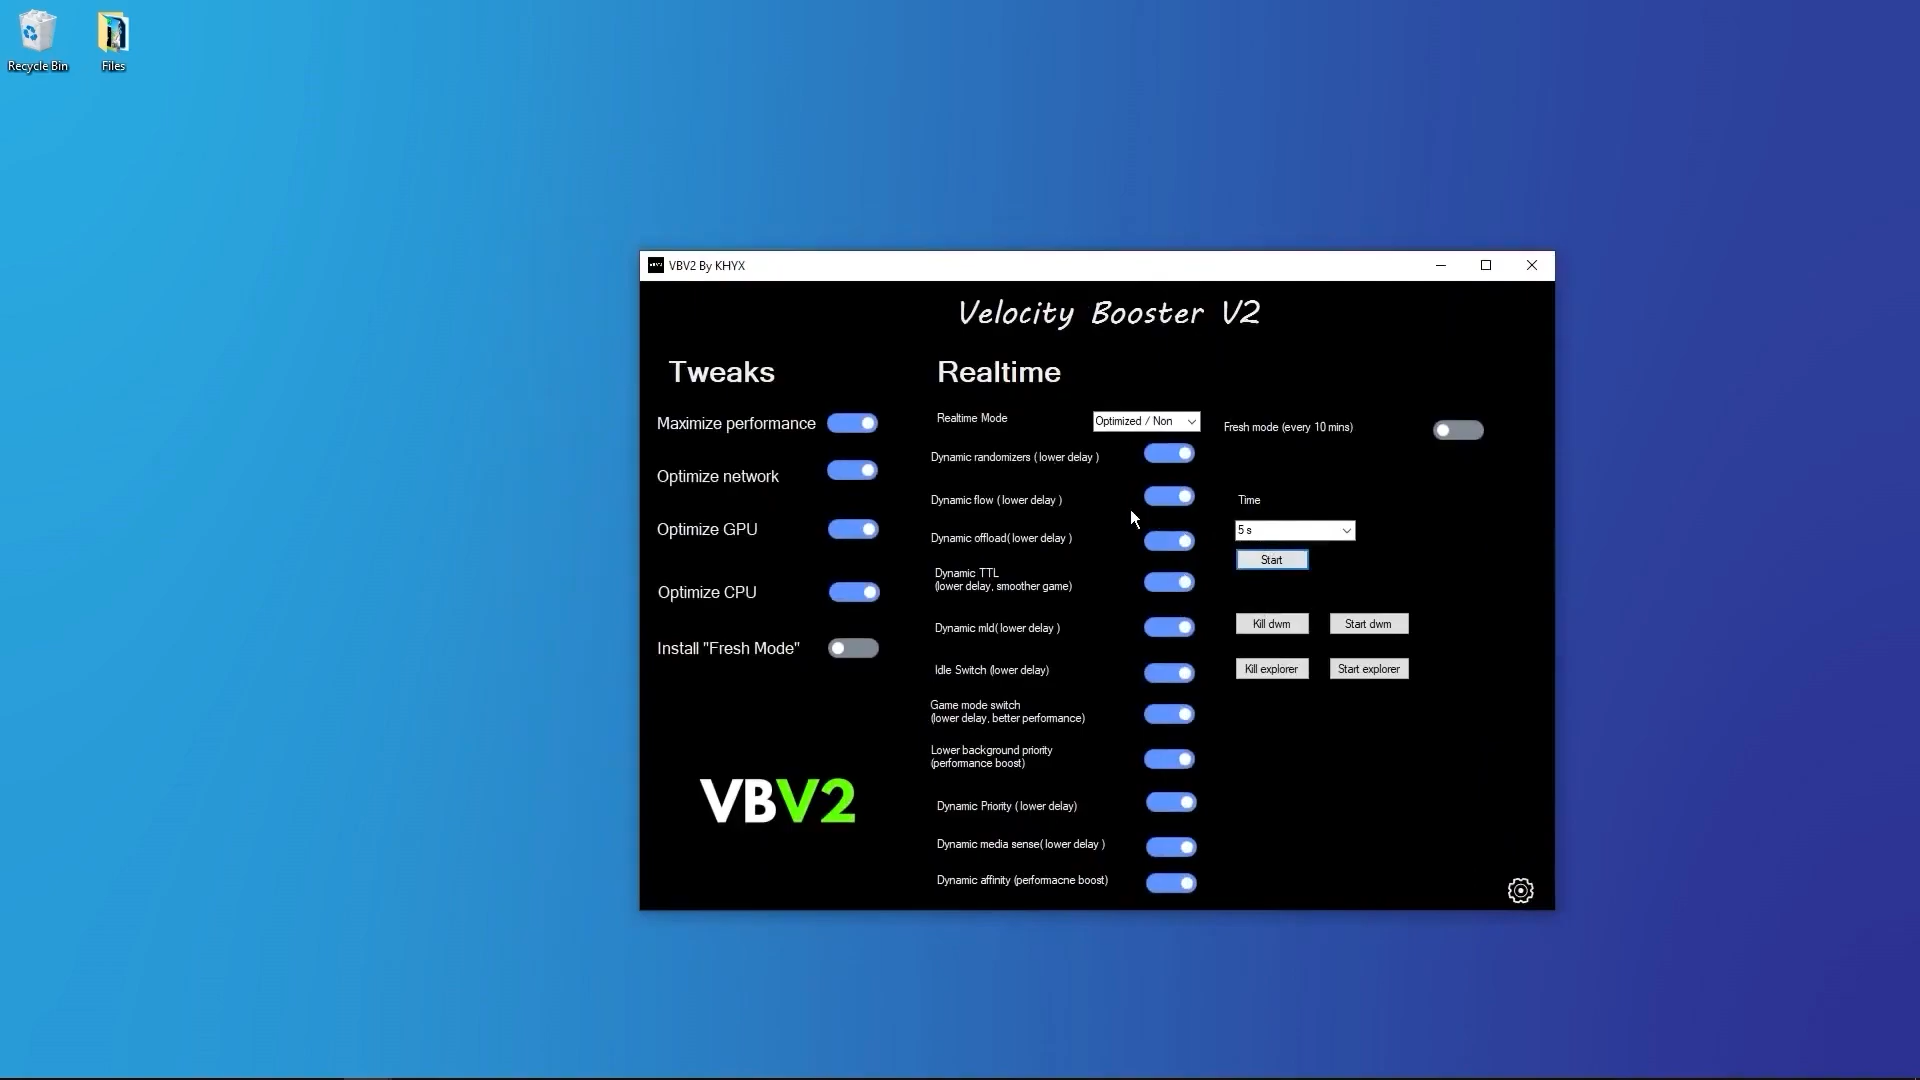 Recycle Bin
Files
VBV2 By KHYX
Velocity Booster V2
Tweaks
Maximize performance
Optimize network
Optimize GPU
Optimize CPU
Install "Fresh Mode"
VBV2
Realtime
Realtime Mode
Optimized / Non
Dynamic randomizers ( lower delay )
Dynamic flow ( lower delay )
Dynamic offload( lower delay )
Dynamic TTL
(lower delay, smoother game)
Dynamic mld( lower delay )
Idle Switch (lower delay)
Game mode switch
(lower delay, better performance)
Lower background priority
(performance boost)
Dynamic Priority ( lower delay)
Dynamic media sense( lower delay )
Dynamic affinity (performacne boost)
Fresh mode (every 10 mins)
Time
5 s
Start
Kill dwm
Start dwm
Kill explorer
Start explorer